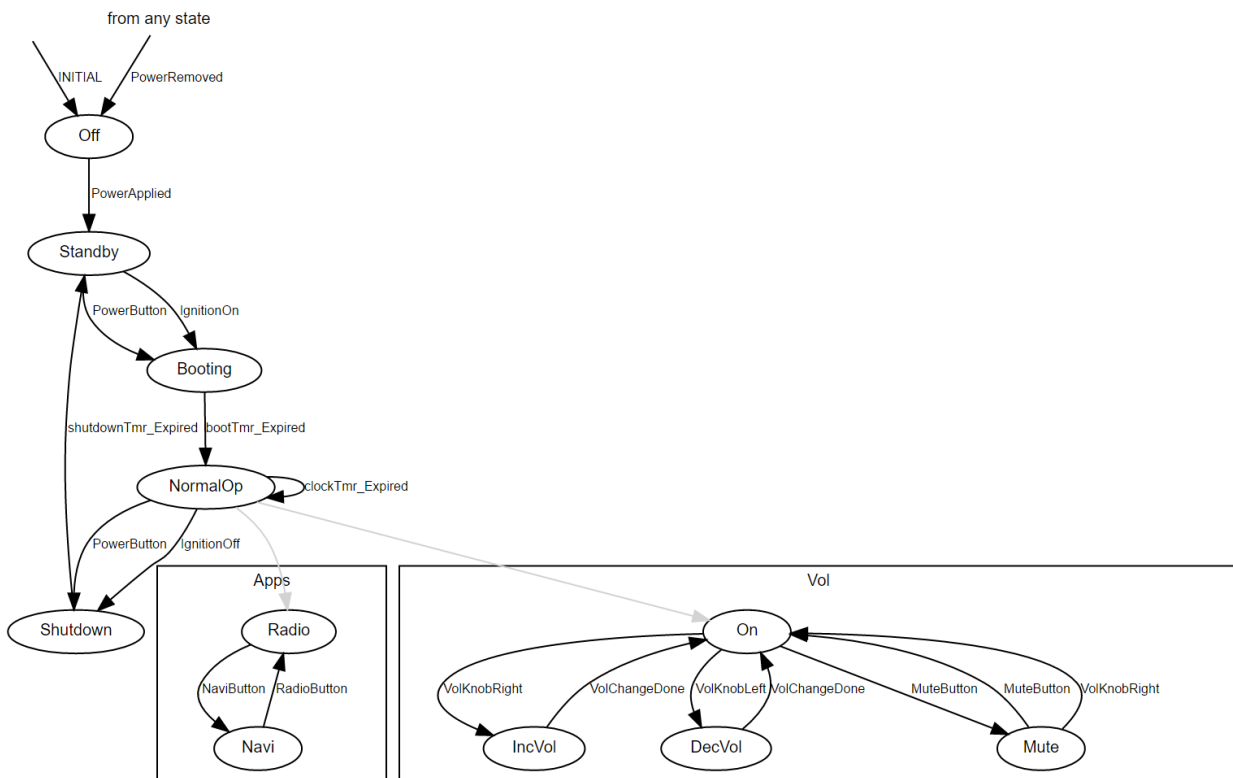 from any state
INITIAL
PowerRemoved
Off
PowerApplied
Standby
PowerButton
IgnitionOn
Booting
shutdownTmr_Expired
bootTmr_Expired
NormalOp
clockTmr_Expired
PowerButton
IgnitionOff
Apps
Vol
Shutdown
Radio
On
NaviButton
RadioButton
VolKnobRight
VolChangeDone
VolKnobLeft
VolChangeDone
MuteButton
MuteButton
VolKnobRight
Navi
IncVol
DecVol
Mute